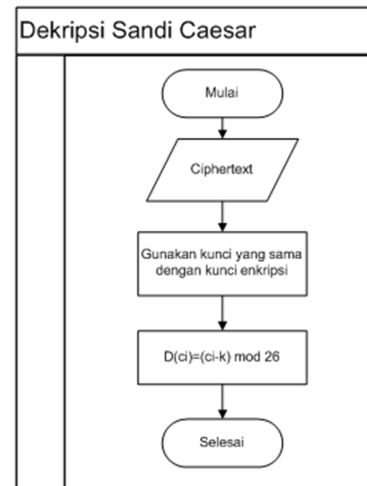 Dekripsi Sandi Caesar
Mulai
Ciphertext
Gunakan kunci yang sama
dengan kunci enkripsi
D(ci)=(ci-k) mod 26
Selesai